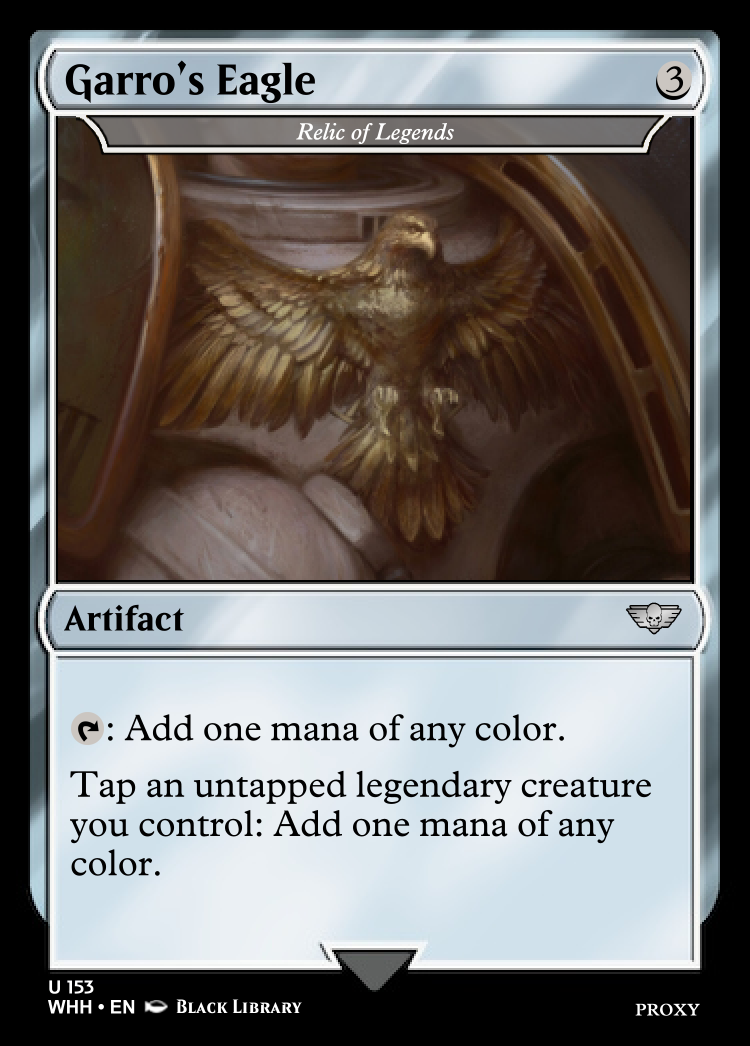 Garro's Eagle 3
Relic of Legends
Artifact
: Add one mana of any color.
Tap an untapped legendary creature
you control: Add one mana of any
color.
U 153
WHH • EN BLACK LIBRARY
PROXY